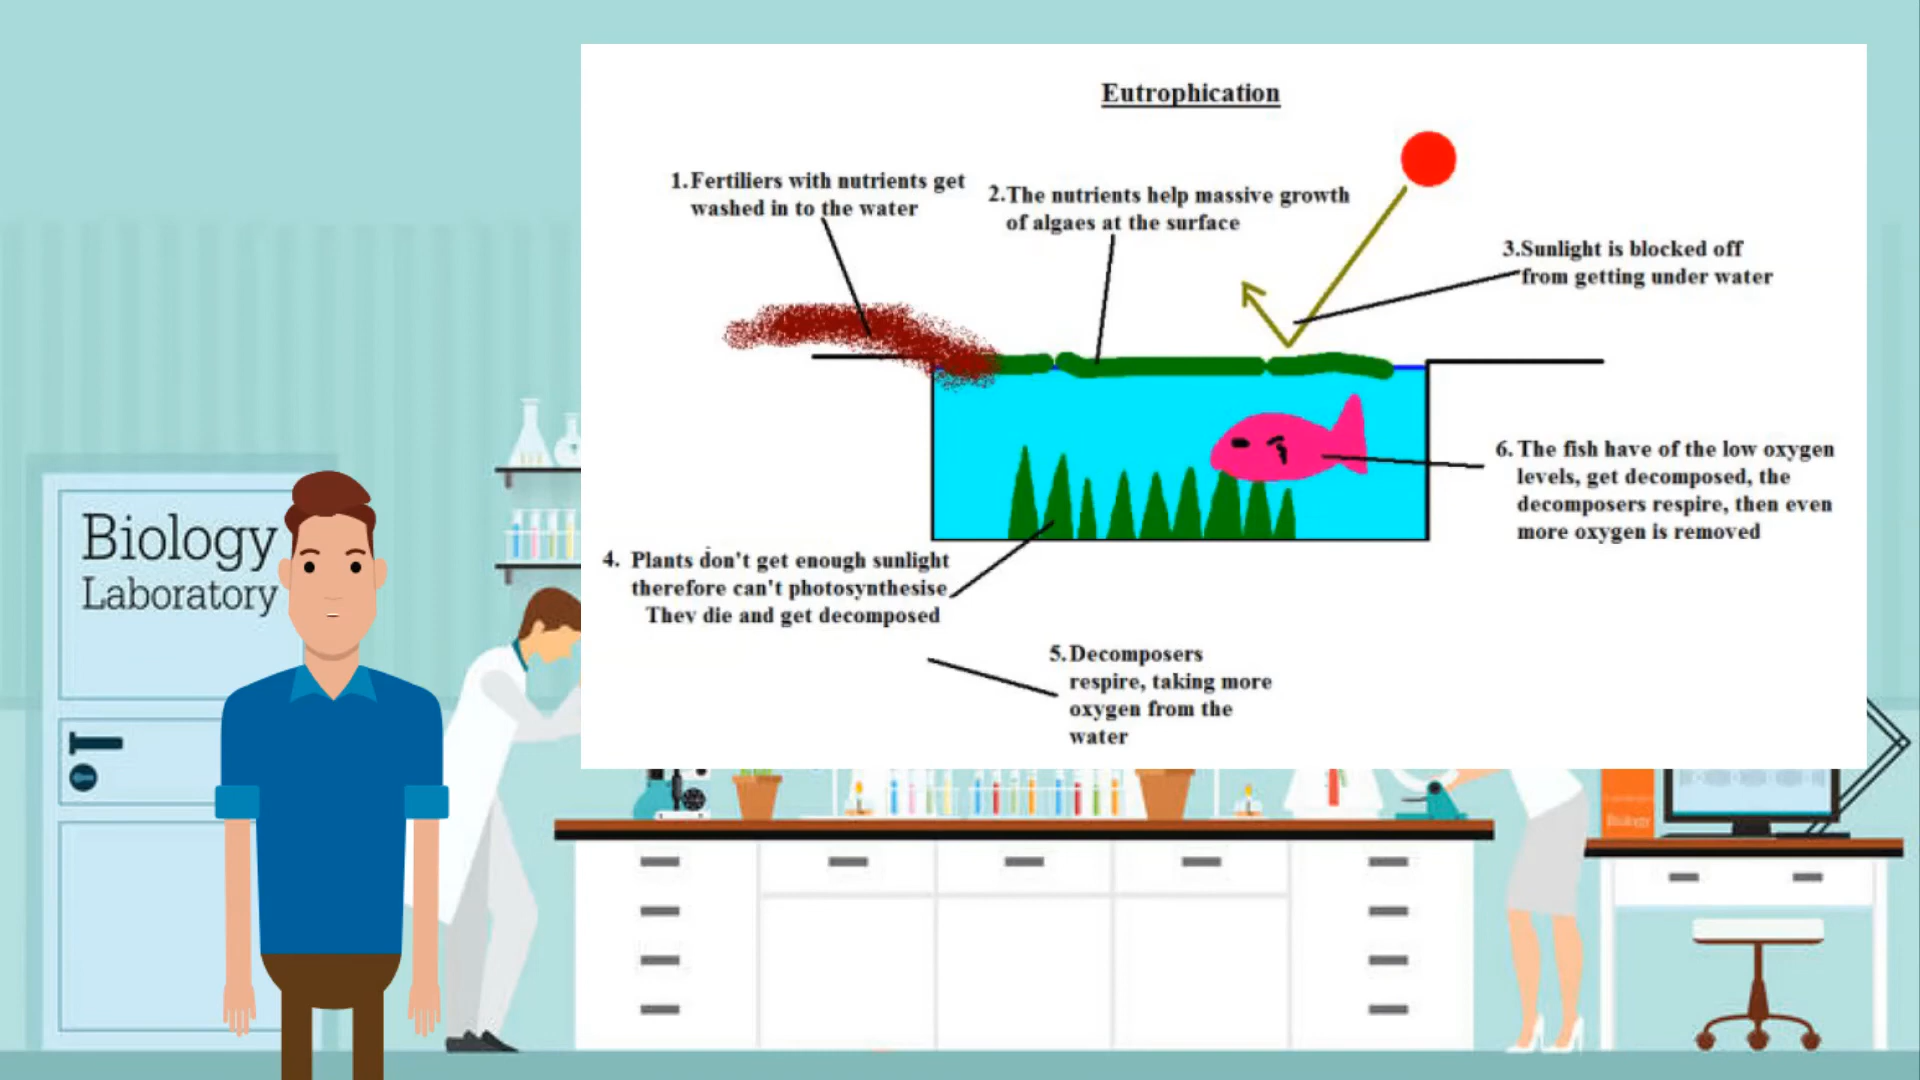 Eutrophication
1.Fertiliers with nutrients get
washed in to the water
2.The nutrients help massive growth
of algaes at the surface
3.Sunlight is blocked off
from getting under water
6. The fish have of the low oxygen
levels, get decomposed, the
decomposers respire, then even
more oxygen is removed
4. Plants don't get enough sunlight
therefore can't photosynthesise
They die and get decomposed
5. Decomposers
respire, taking more
oxygen from the
water
Biology
Laboratory
Biology